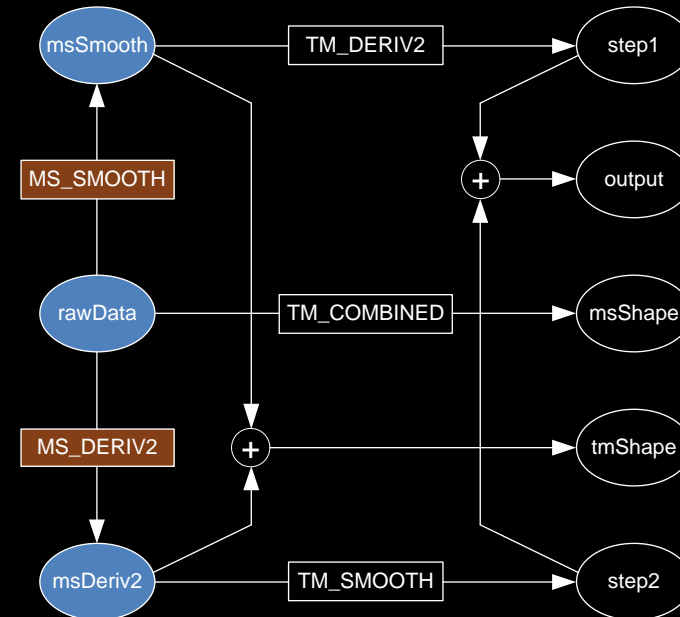 msSmooth
TM_DERIV2
step1
MS_SMOOTH
+
output
rawData
TM_COMBINED
msShape
MS_DERIV2
+
tmShape
msDeriv2
TM_SMOOTH
step2